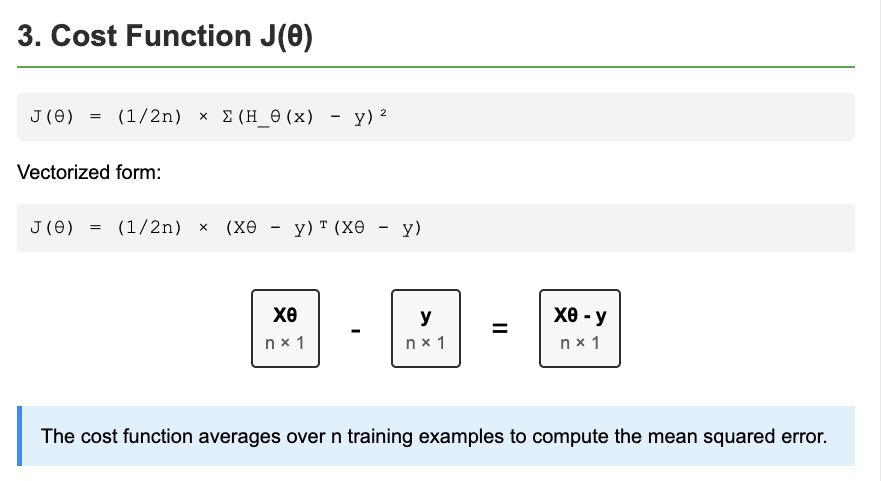 3. Cost Function J(θ)
J(θ) = (1/2n) × Σ(H_θ(x) - y)²
Vectorized form:
J(θ) = (1/2n) × (Xθ - y)ᵀ(Xθ - y)
Xθ - y = Xθ - y
n × 1 n × 1 n × 1
The cost function averages over n training examples to compute the mean squared error.